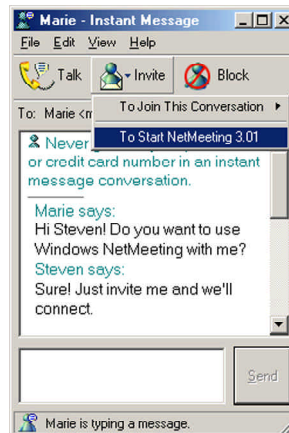 Marie - Instant Message
File Edit View Help
Talk Invite Block
To: Marie <m
To Join This Conversation
To Start NetMeeting 3.01
Never
or credit card number in an instant
message conversation.
Marie says:
Hi Steven! Do you want to use
Windows NetMeeting with me?
Steven says:
Sure! Just invite me and we'll
connect.
Send
Marie is typing a message.